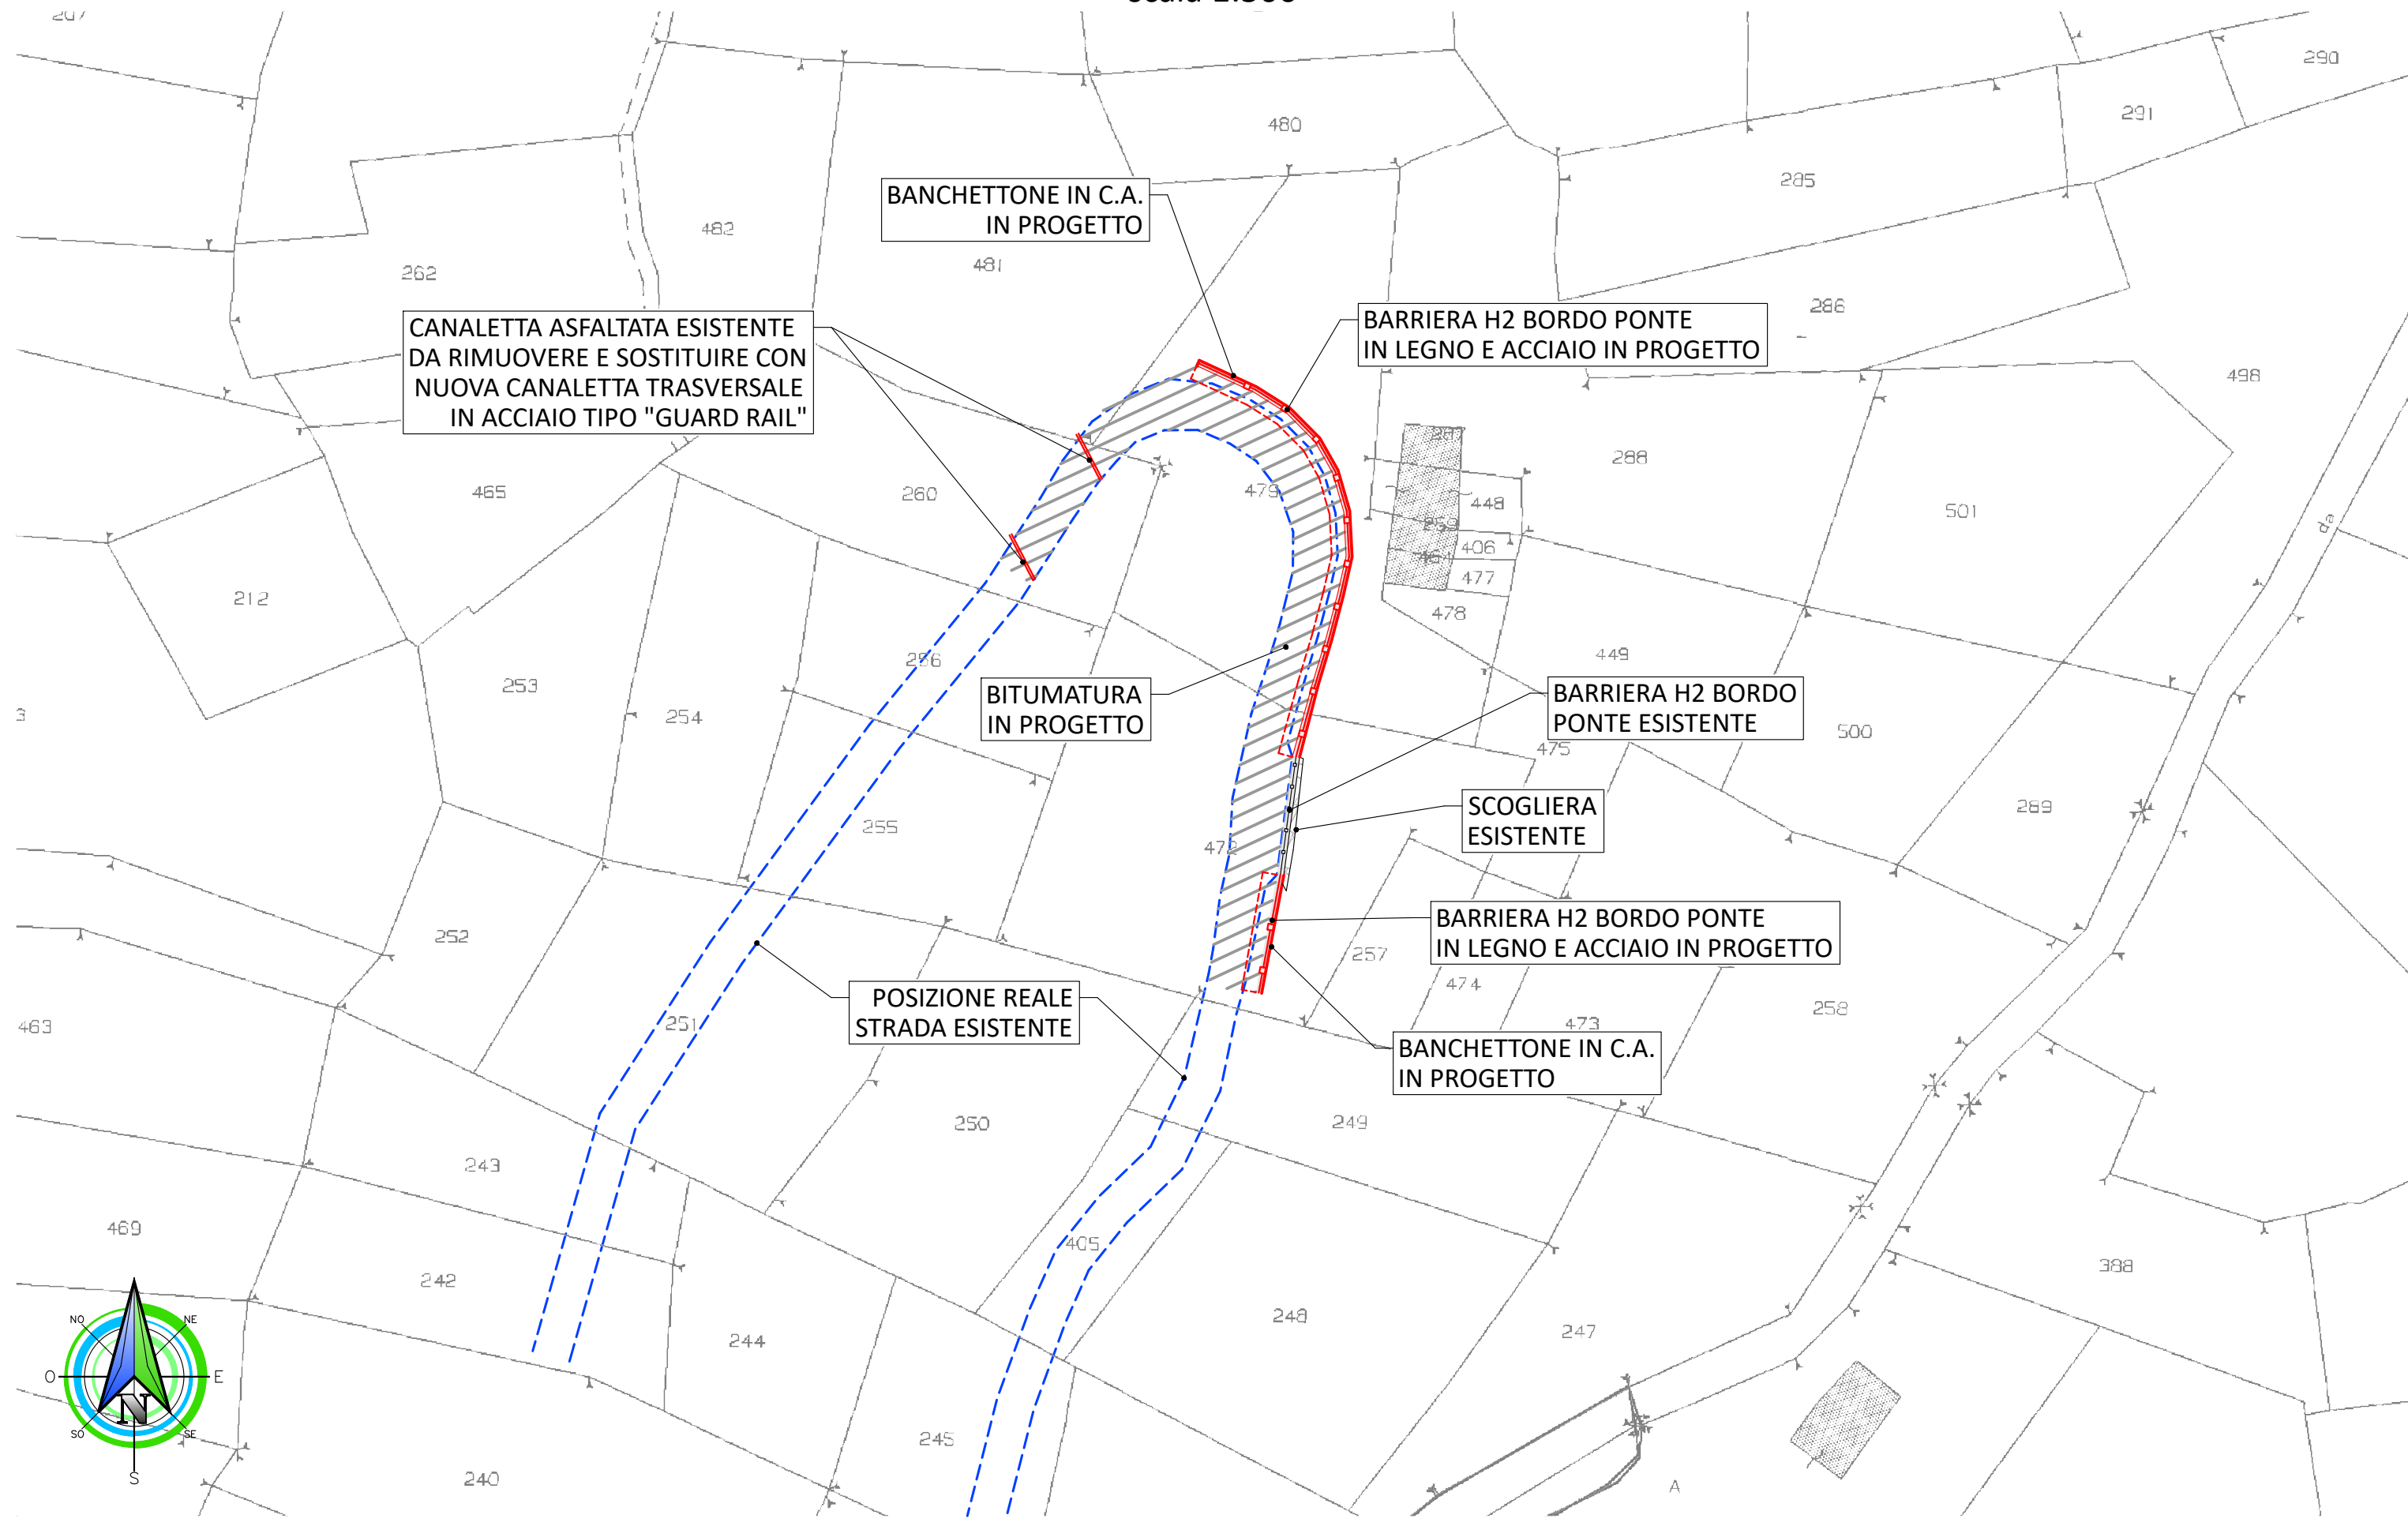 207
290
291
480
285
BANCHETTONE IN C.A.
IN PROGETTO
482
481
262
286
CANALETTA ASFALTATA ESISTENTE
DA RIMUOVERE E SOSTITUIRE CON
NUOVA CANALETTA TRASVERSALE
IN ACCIAIO TIPO "GUARD RAIL"
BARRIERA H2 BORDO PONTE
IN LEGNO E ACCIAIO IN PROGETTO
498
288
465
260
479
448
501
da
406
477
212
478
449
256
253
254
BITUMATURA
IN PROGETTO
BARRIERA H2 BORDO
PONTE ESISTENTE
3
475
500
SCOGLIERA
ESISTENTE
289
255
472
252
BARRIERA H2 BORDO PONTE
IN LEGNO E ACCIAIO IN PROGETTO
257
474
POSIZIONE REALE
STRADA ESISTENTE
463
251
473
258
BANCHETTONE IN C.A.
IN PROGETTO
250
249
243
469
405
242
388
NO
NE
248
244
247
O
E
N
SO
SE
S
245
240
A